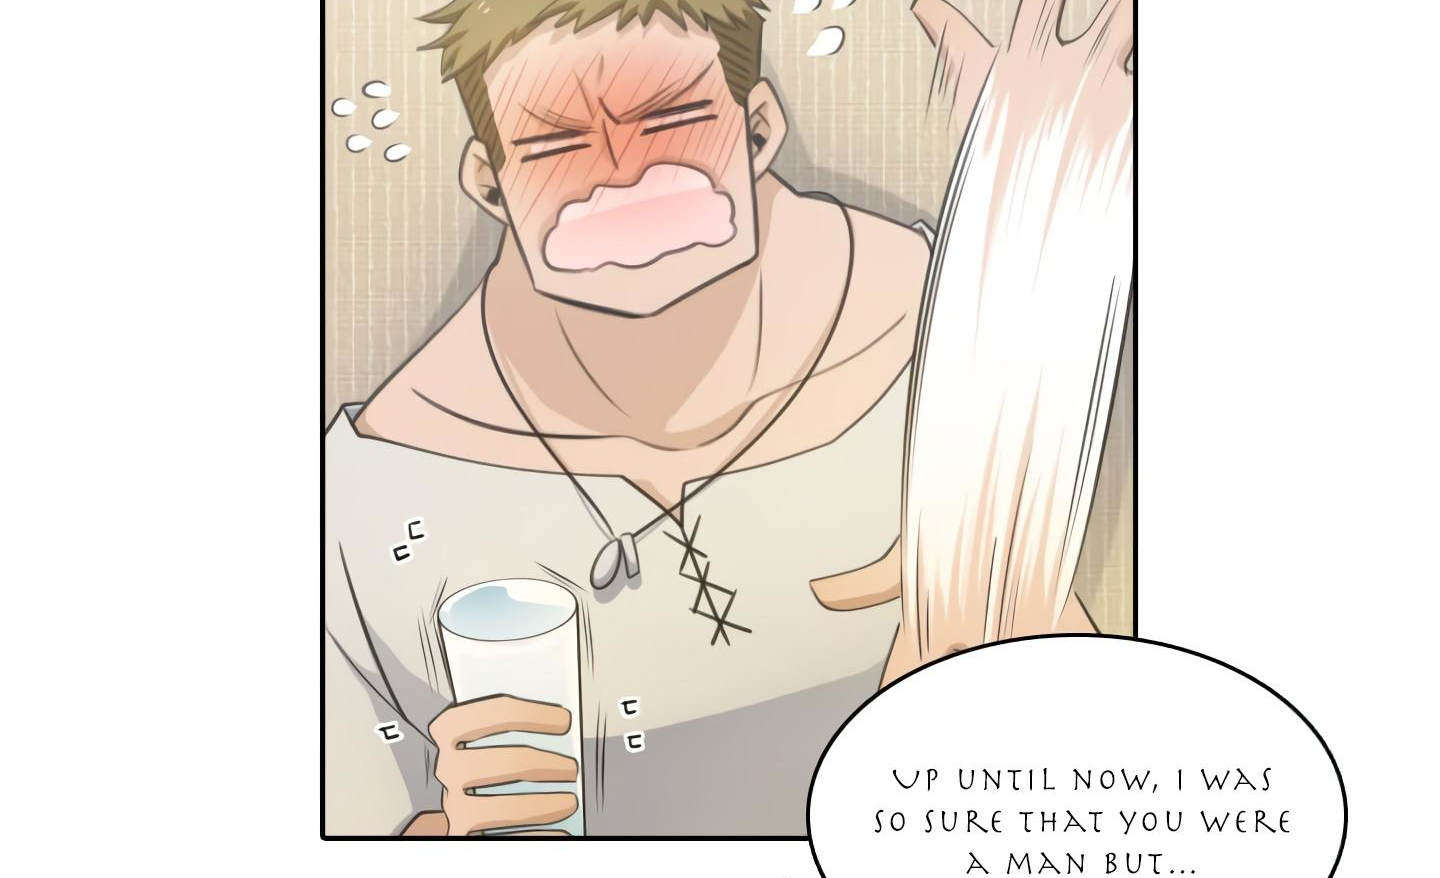 ㄷ
ㄷ
ㄷ
ㄷ
ㄷ
UP UNTIL NOW, I WAS
SO SURE THAT YOU WERE
A MAN BUT...